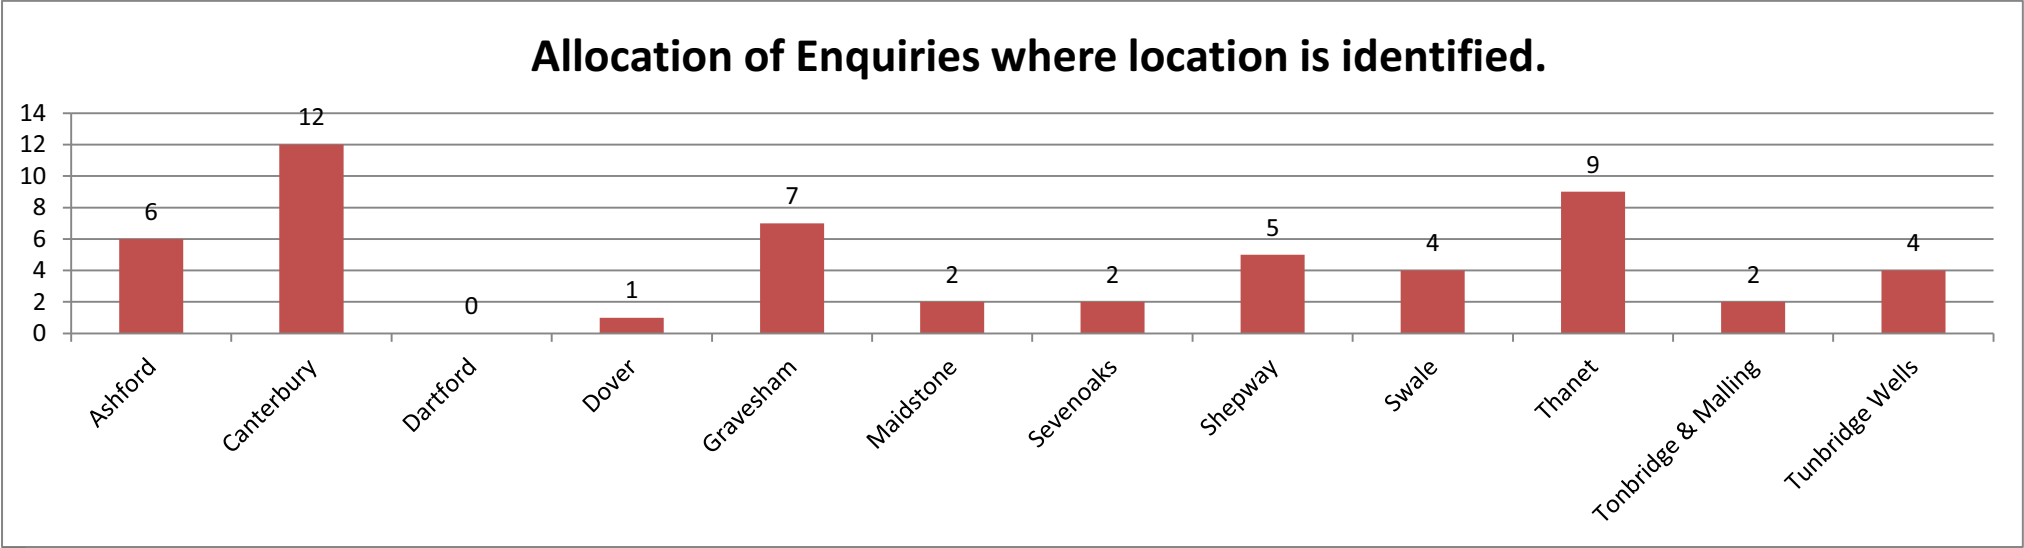 Allocation of Enquiries where location is identified.
14
12
10
8
6
4
2
0
6
12
0
1
7
2
2
5
4
9
2
4
Ashford
Canterbury
Dartford
Dover
Gravesham
Maidstone
Sevenoaks
Shepway
Swale
Thanet
Tonbridge & Malling
Tunbridge Wells